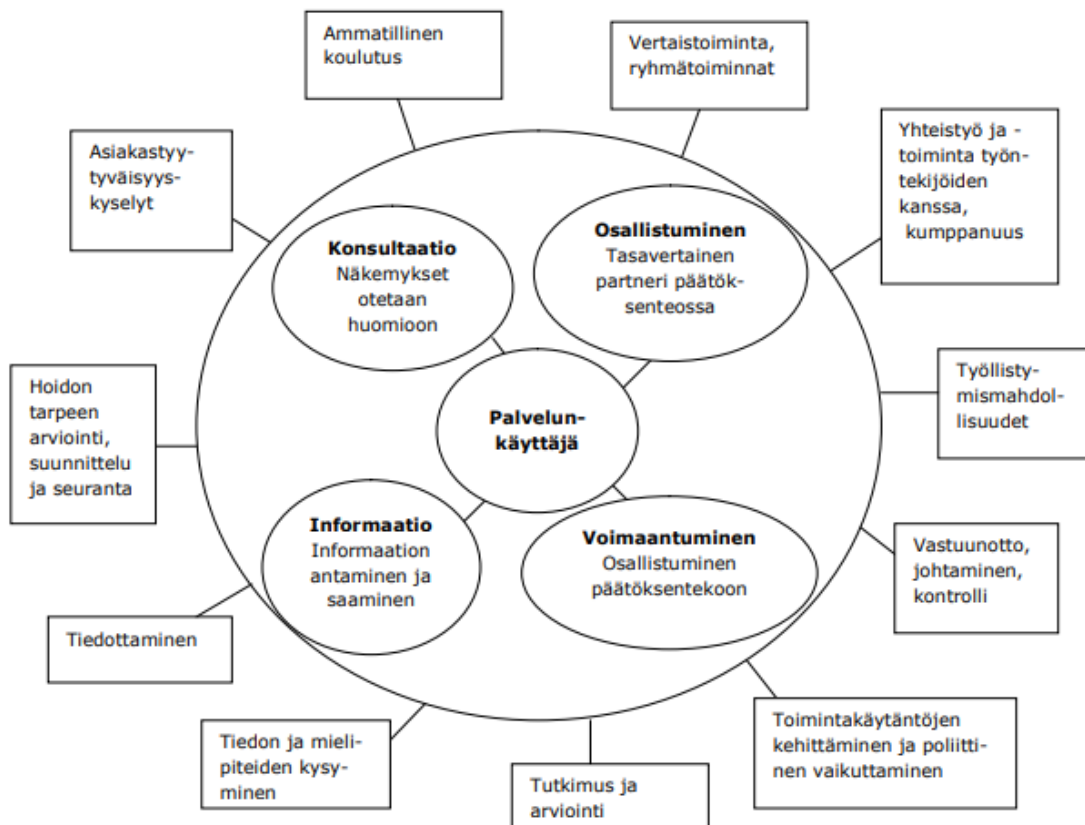 Ammatillinen
koulutus
Vertaistoiminta,
ryhmätoiminnat
Asiakastyy-
tyväisyys-
kyselyt
Yhteistyö ja -
toiminta työn-
tekijöiden
kanssa,
kumppanuus
Konsultaatio
Näkemykset
otetaan
huomioon
Osallistuminen
Tasavertainen
partneri päätök-
senteossa
Hoidon
tarpeen
arviointi,
suunnittelu
ja seuranta
Palvelun-
käyttäjä
Työllisty-
mismahdol-
lisuudet
Informaatio
Informaation
antaminen ja
saaminen
Voimaantuminen
Osallistuminen
päätöksentekoon
Vastuunotto,
johtaminen,
kontrolli
Tiedottaminen
Tiedon ja mieli-
piteiden kysy-
minen
Tutkimus ja
arviointi
Toimintakäytäntöjen
kehittäminen ja poliitti-
nen vaikuttaminen